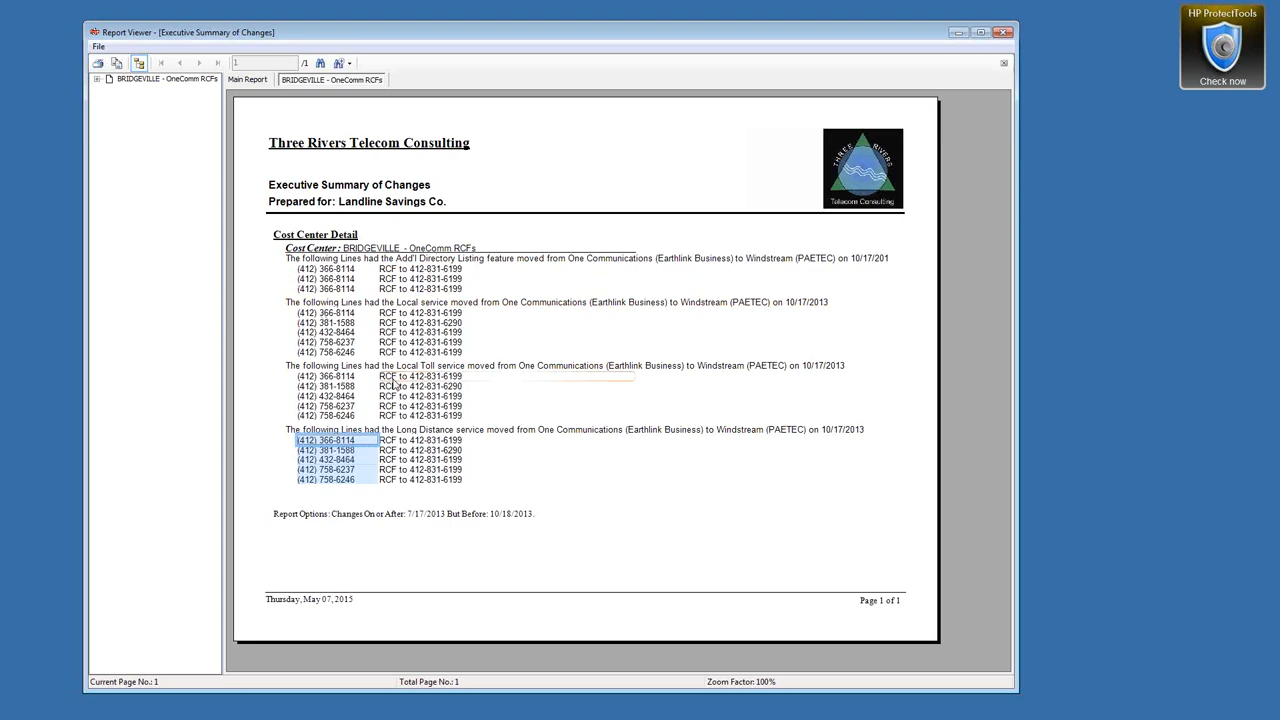 HP ProtectTools
Check now
Report Viewer - [Executive Summary of Changes]
File
1
/1
BRIDGEVILLE - OneComm RCFs
Main Report
BRIDGEVILLE - OneComm RCFs
Three Rivers Telecom Consulting
THREE RIVERS
Telecom Consulting
Executive Summary of Changes
Prepared for: Landline Savings Co.
Cost Center Detail
Cost Center : BRIDGEVILLE - OneComm RCFs
The following Lines had the Add'l Directory Listing feature moved from One Communications (Earthlink Business) to Windstream (PAETEC) on 10/17/201
(412) 366-8114 RCF to 412-831-6199
(412) 366-8114 RCF to 412-831-6199
(412) 366-8114 RCF to 412-831-6199
The following Lines had the Local service moved from One Communications (Earthlink Business) to Windstream (PAETEC) on 10/17/2013
(412) 366-8114 RCF to 412-831-6199
(412) 381-1588 RCF to 412-831-6290
(412) 432-8464 RCF to 412-831-6199
(412) 758-6237 RCF to 412-831-6199
(412) 758-6246 RCF to 412-831-6199
The following Lines had the Local Toll service moved from One Communications (Earthlink Business) to Windstream (PAETEC) on 10/17/2013
(412) 366-8114 RCF to 412-831-6199
(412) 381-1588 RCF to 412-831-6290
(412) 432-8464 RCF to 412-831-6199
(412) 758-6237 RCF to 412-831-6199
(412) 758-6246 RCF to 412-831-6199
The following Lines had the Long Distance service moved from One Communications (Earthlink Business) to Windstream (PAETEC) on 10/17/2013
(412) 366-8114 RCF to 412-831-6199
(412) 381-1588 RCF to 412-831-6290
(412) 432-8464 RCF to 412-831-6199
(412) 758-6237 RCF to 412-831-6199
(412) 758-6246 RCF to 412-831-6199
Report Options: Changes On or After: 7/17/2013 But Before: 10/18/2013.
Thursday, May 07, 2015
Page 1 of 1
Current Page No.: 1
Total Page No.: 1
Zoom Factor: 100%